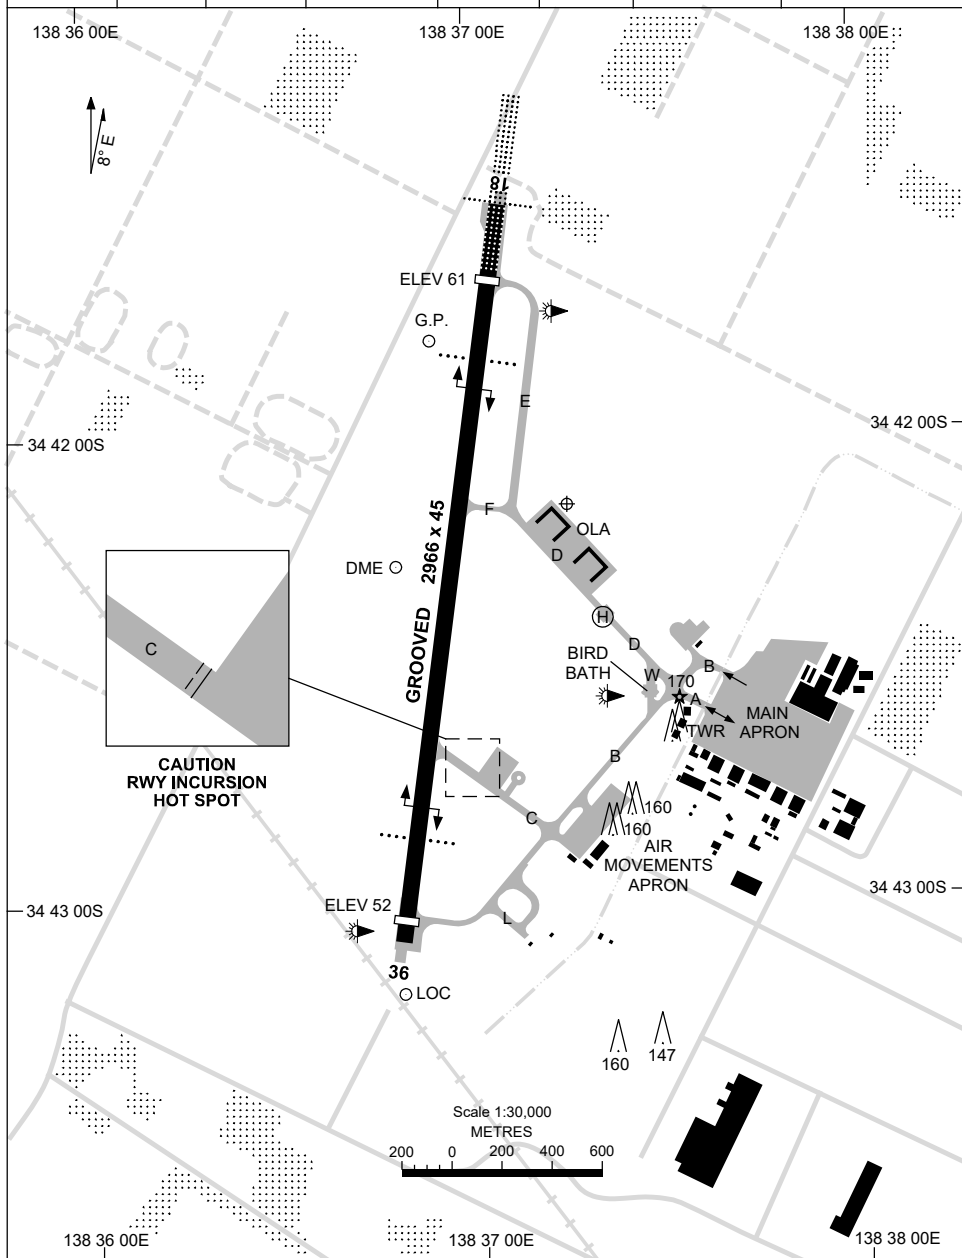 138 36 00E
138 37 00E
138 38 00E
8° E
18
ELEV 61
G.P.
E
34 42 00S
34 42 00S
GROOVED 2966 x 45
F
OLA
D
DME
H
C
D
BIRD
BATH
W
170
B
A
MAIN
APRON
TWR
B
CAUTION
RWY INCURSION
HOT SPOT
160
C
160
AIR
MOVEMENTS
APRON
34 43 00S
ELEV 52
34 43 00S
L
36
LOC
160
147
Scale 1:30,000
METRES
200 0 200 400 600
138 36 00E
138 37 00E
138 38 00E